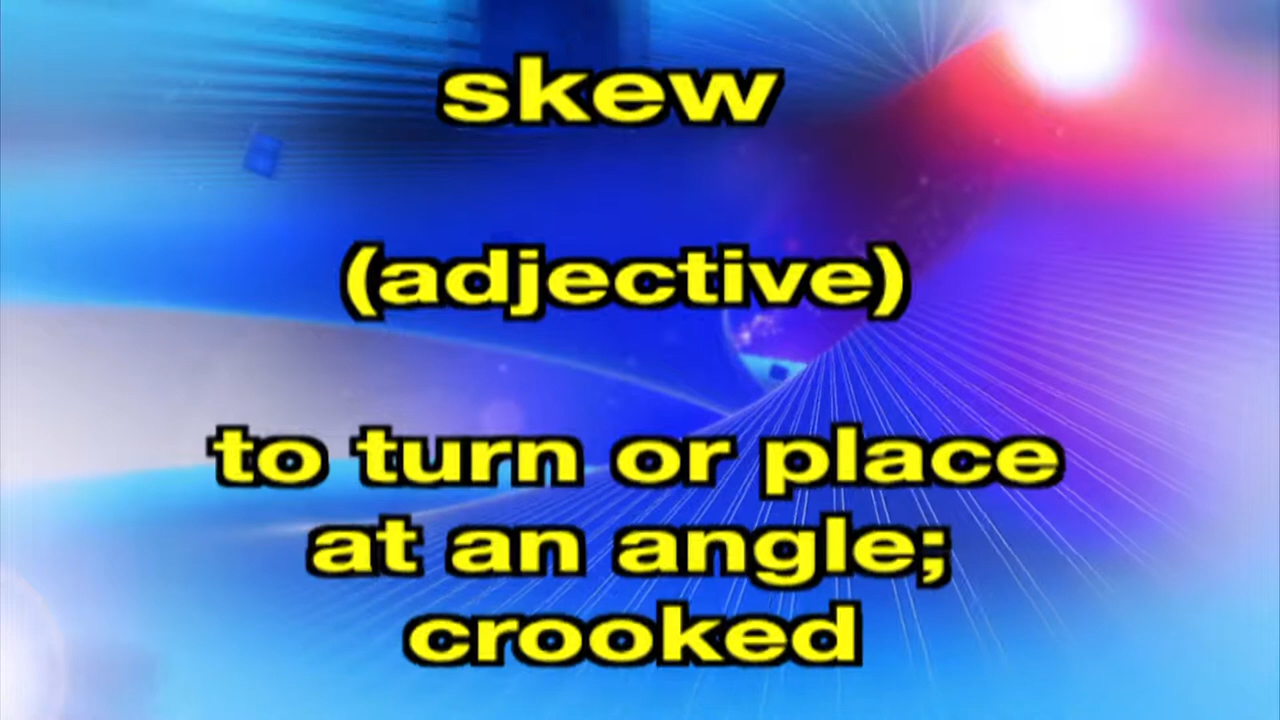 skew
(adjective)
to turn or place
at an angle;
crooked